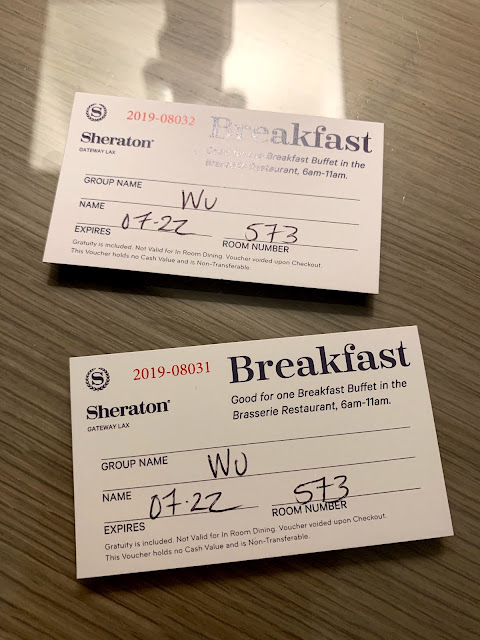 S
2019-08032
Breakfast
Sheraton®
GATEWAY LAX
Good for one Breakfast Buffet in the
Brasserie Restaurant, 6am-11am.
GROUP NAME
Wu
NAME
07-22 573
EXPIRES ROOM NUMBER
Gratuity is included. Not Valid for In Room Dining. Voucher voided upon Checkout.
This Voucher holds no Cash Value and is Non-Transferable.
S
2019-08031
Breakfast
Sheraton®
GATEWAY LAX
Good for one Breakfast Buffet in the
Brasserie Restaurant, 6am-11am.
GROUP NAME
Wu
NAME
07-22 573
EXPIRES ROOM NUMBER
Gratuity is included. Not Valid for In Room Dining. Voucher voided upon Checkout.
This Voucher holds no Cash Value and is Non-Transferable.